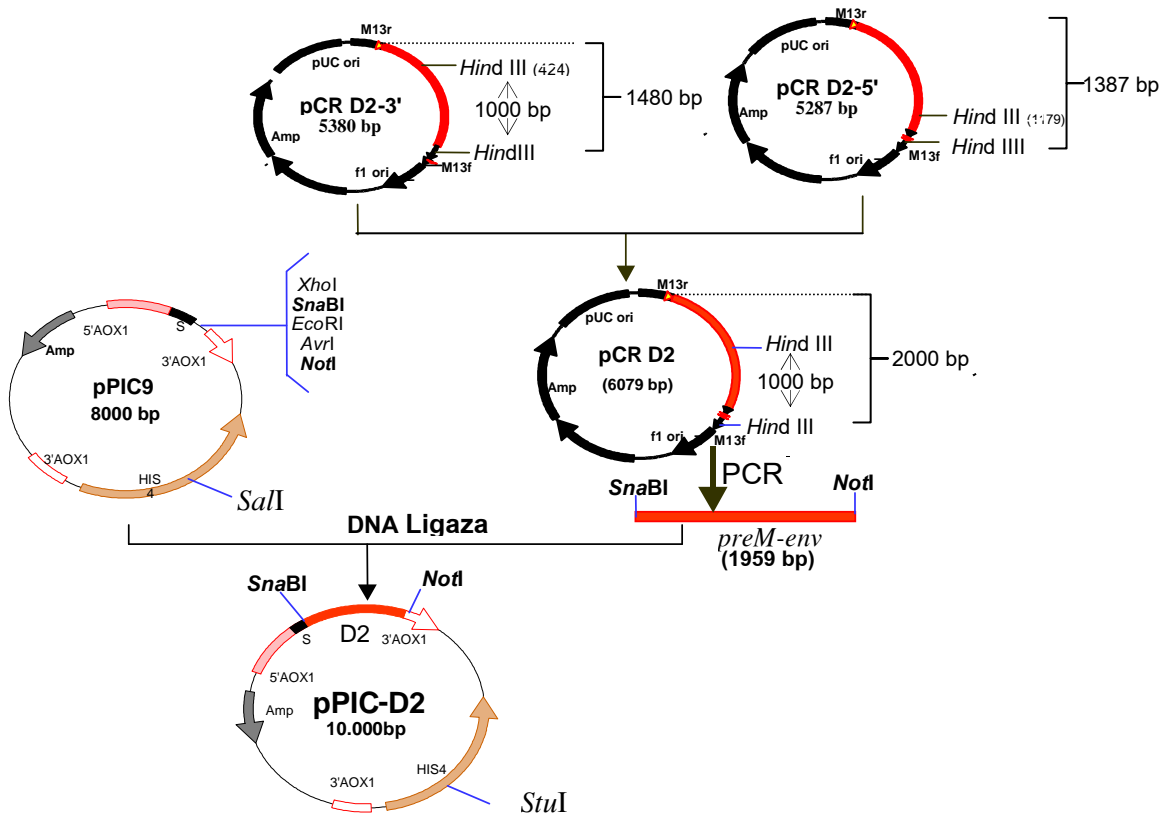 M13r
pUC ori
Hind III (424)
1000 bp
HindIII
M13f
f1 ori
Amp
pCR D2-3'
5380 bp
1480 bp
M13r
pUC ori
pCR D2-5'
5287 bp
Amp
Hind III (1179)
Hind IIII
M13f
f1 ori
1387 bp
XhoI
SnaBI
EcoRI
AvrI
NotI
5'AOX1
S
3'AOX1
Amp
pPIC9
8000 bp
3'AOX1
HIS
4
SalI
M13r
pUC ori
pCR D2
(6079 bp)
Amp
Hind III
1000 bp
Hind III
M13f
f1 ori
2000 bp
PCR
SnaBI
NotI
preM-env
(1959 bp)
DNA Ligaza
SnaBI
NotI
S
D2
3'AOX1
5'AOX1
Amp
pPIC-D2
10.000bp
3'AOX1
HIS4
StuI